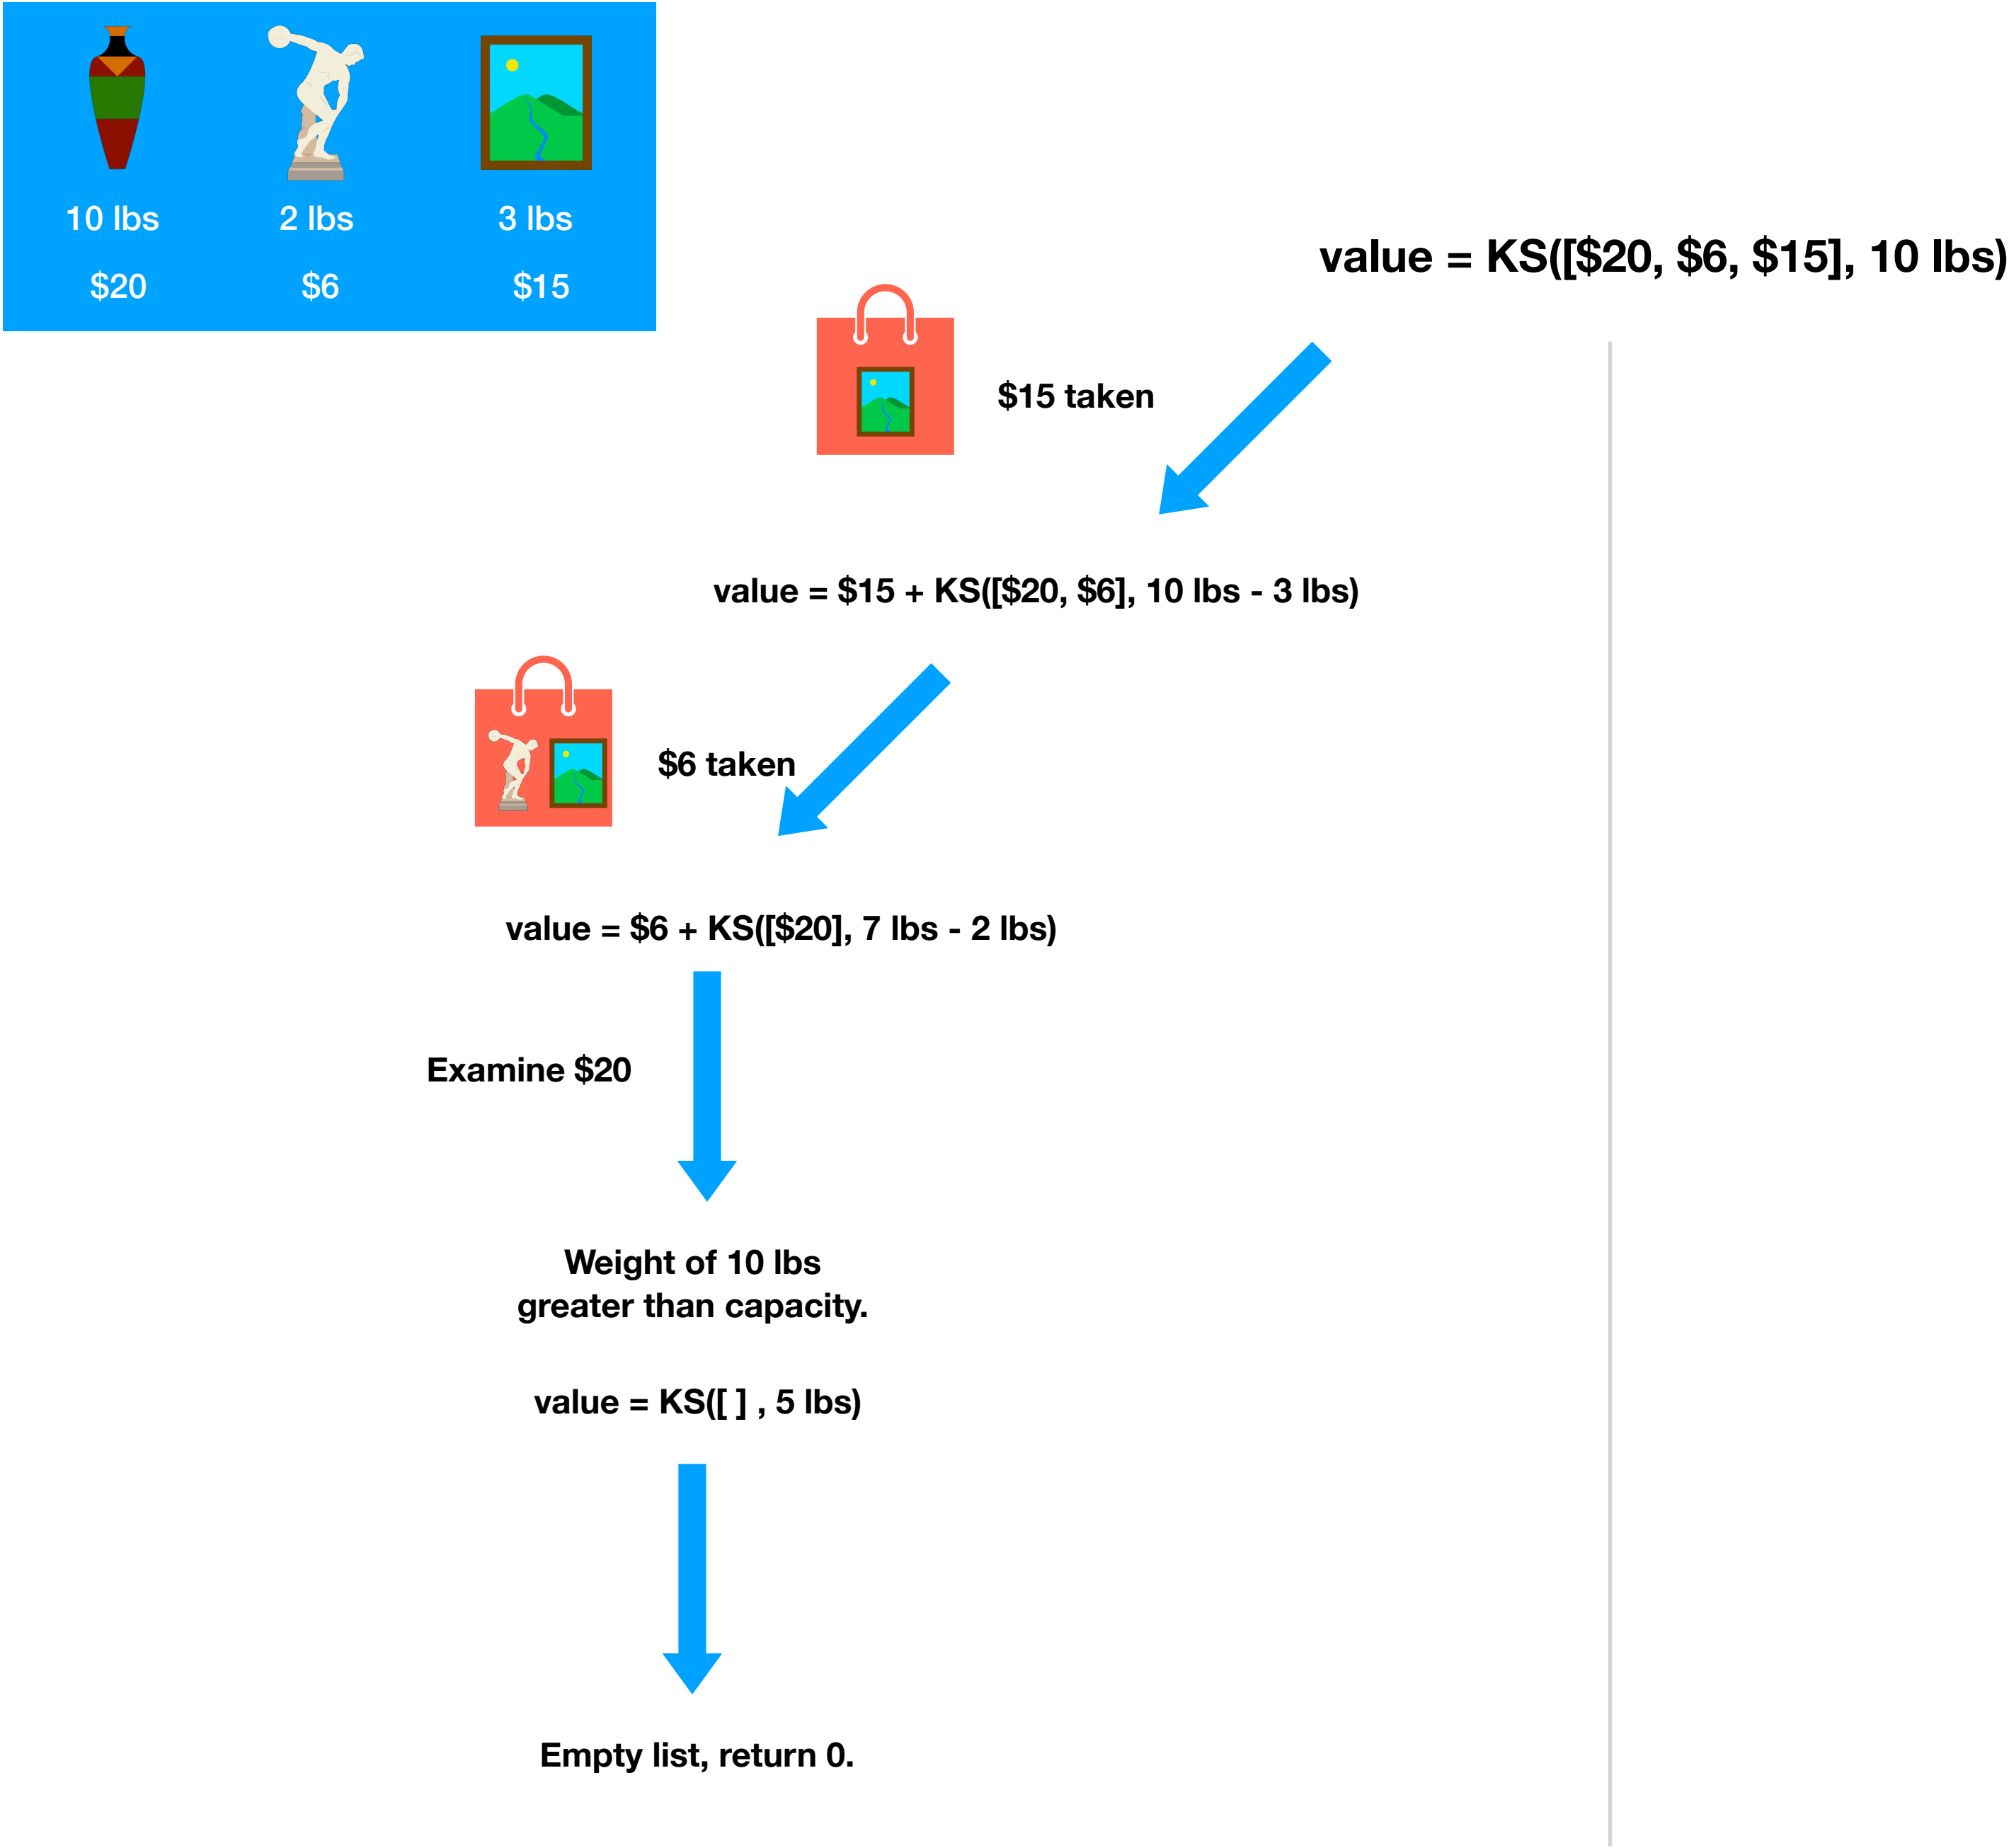 10 lbs 2 lbs 3 lbs
$20 $6 $15
value = KS([$20, $6, $15], 10 lbs)
$15 taken
value = $15 + KS([$20, $6], 10 lbs - 3 lbs)
$6 taken
value = $6 + KS([$20], 7 lbs - 2 lbs)
Examine $20
Weight of 10 lbs
greater than capacity.
value = KS([ ] , 5 lbs)
Empty list, return 0.